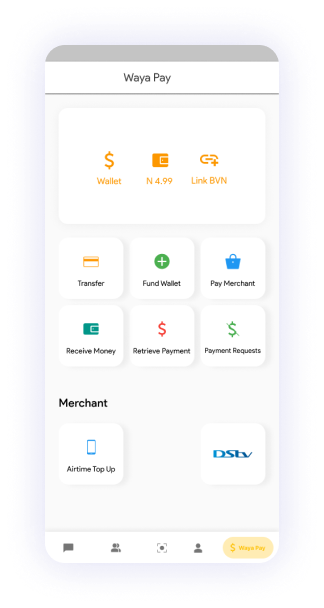 Waya Pay
Wallet N 4.99 Link BVN
Transfer Fund Wallet Pay Merchant
Receive Money Retrieve Payment Payment Requests
Merchant
Airtime Top Up DStv
Waya Pay